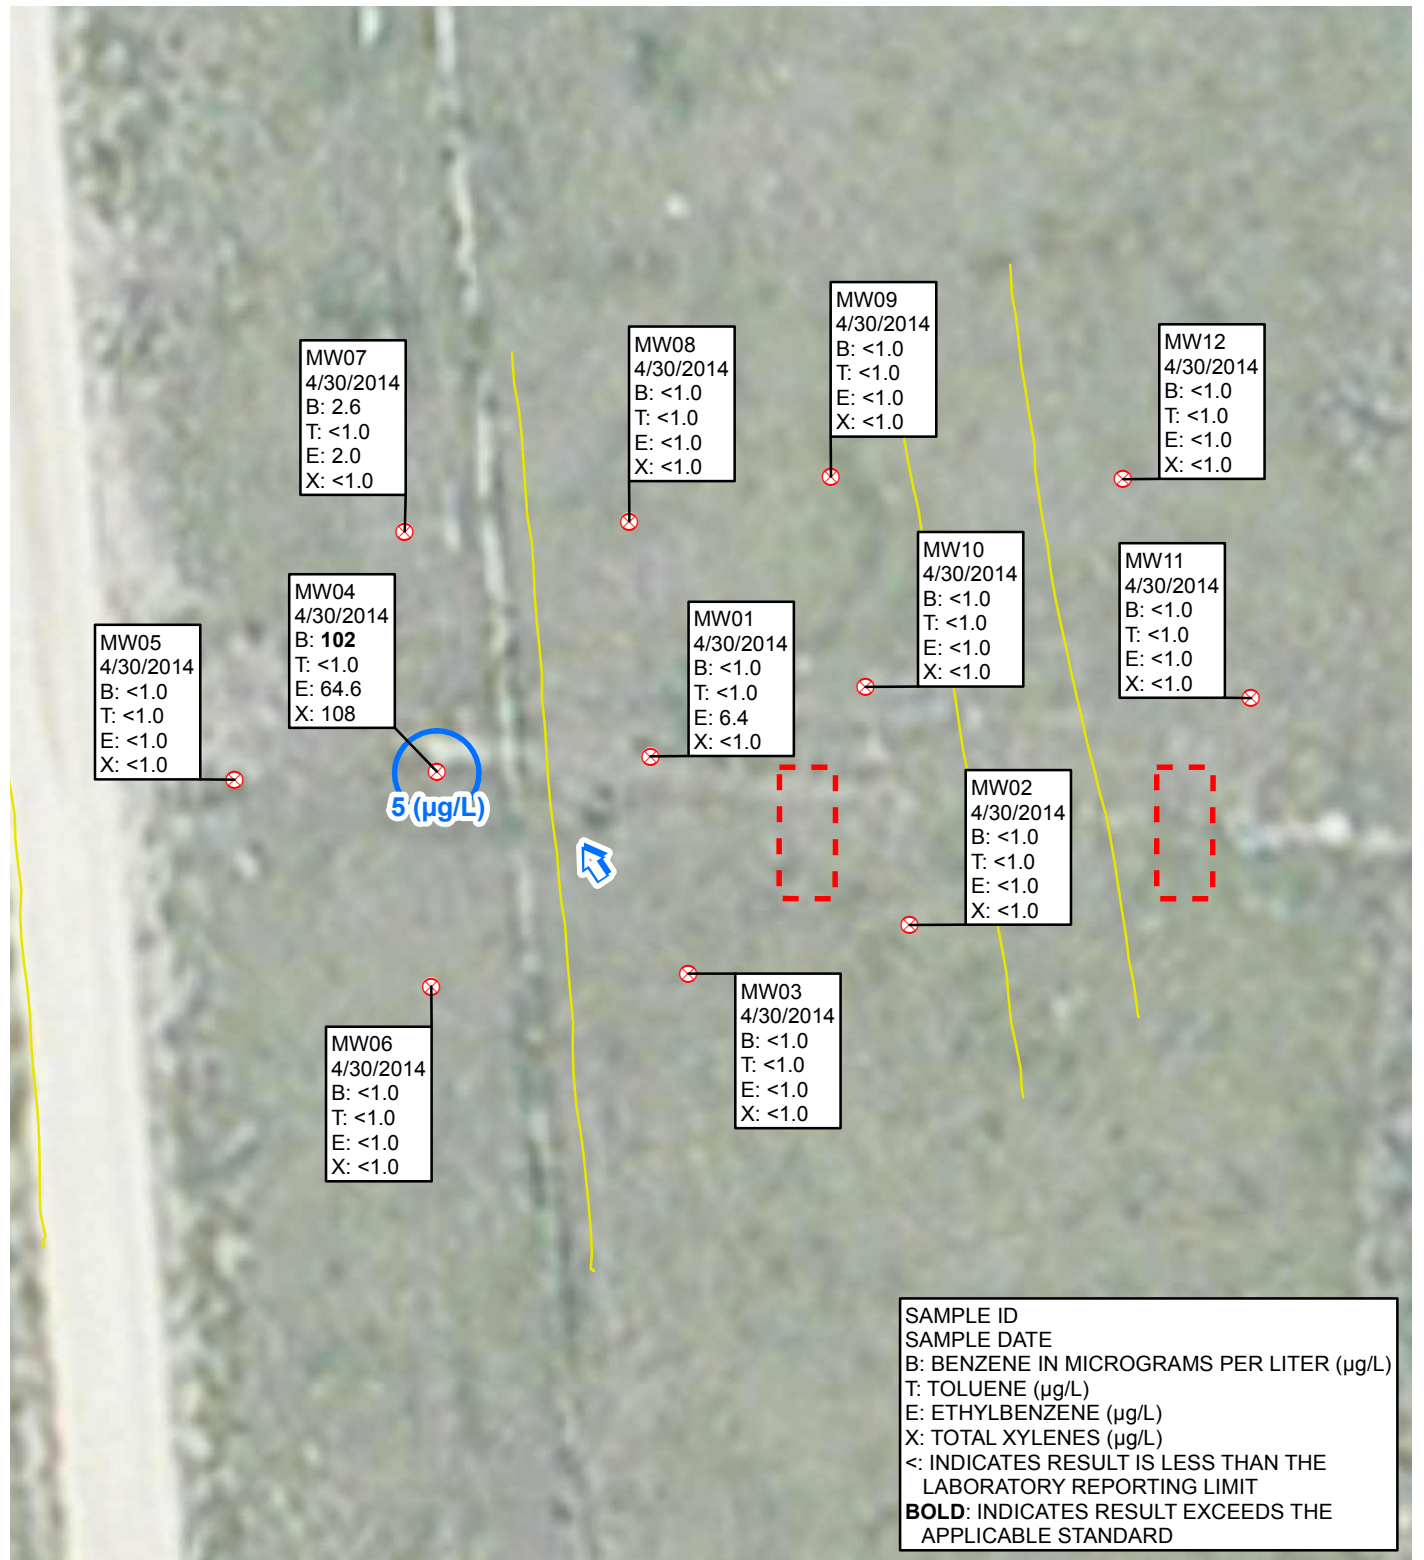 MW09
4/30/2014
B: <1.0
T: <1.0
E: <1.0
X: <1.0
MW12
4/30/2014
B: <1.0
T: <1.0
E: <1.0
X: <1.0
MW08
4/30/2014
B: <1.0
T: <1.0
E: <1.0
X: <1.0
MW07
4/30/2014
B: 2.6
T: <1.0
E: 2.0
X: <1.0
MW10
4/30/2014
B: <1.0
T: <1.0
E: <1.0
X: <1.0
MW11
4/30/2014
B: <1.0
T: <1.0
E: <1.0
X: <1.0
MW04
4/30/2014
B: 102
T: <1.0
E: 64.6
X: 108
MW01
4/30/2014
B: <1.0
T: <1.0
E: 6.4
X: <1.0
MW05
4/30/2014
B: <1.0
T: <1.0
E: <1.0
X: <1.0
5 (µg/L)
MW02
4/30/2014
B: <1.0
T: <1.0
E: <1.0
X: <1.0
MW03
4/30/2014
B: <1.0
T: <1.0
E: <1.0
X: <1.0
MW06
4/30/2014
B: <1.0
T: <1.0
E: <1.0
X: <1.0
SAMPLE ID
SAMPLE DATE
B: BENZENE IN MICROGRAMS PER LITER (µg/L)
T: TOLUENE (µg/L)
E: ETHYLBENZENE (µg/L)
X: TOTAL XYLENES (µg/L)
<: INDICATES RESULT IS LESS THAN THE
LABORATORY REPORTING LIMIT
BOLD: INDICATES RESULT EXCEEDS THE
APPLICABLE STANDARD